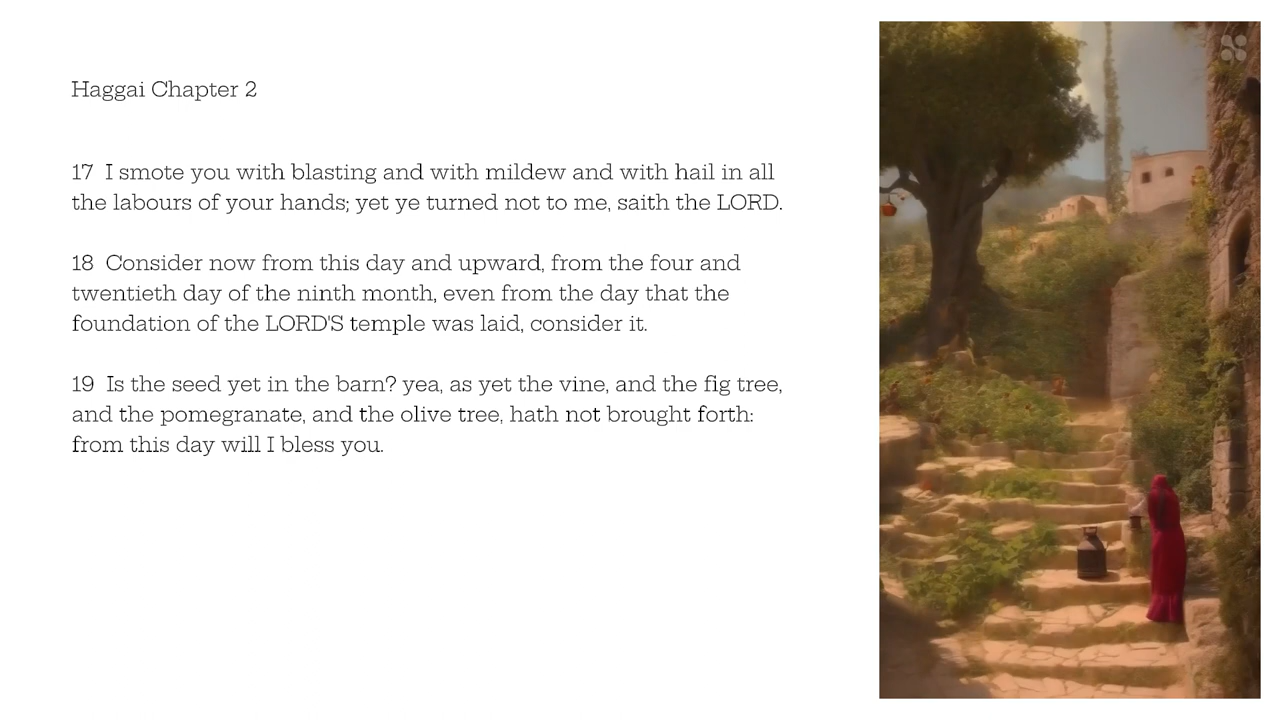 Haggai Chapter 2
17 I smote you with blasting and with mildew and with hail in all
the labours of your hands; yet ye turned not to me, saith the LORD.
18 Consider now from this day and upward, from the four and
twentieth day of the ninth month, even from the day that the
foundation of the LORD'S temple was laid, consider it.
19 Is the seed yet in the barn? yea, as yet the vine, and the fig tree,
and the pomegranate, and the olive tree, hath not brought forth:
from this day will I bless you.